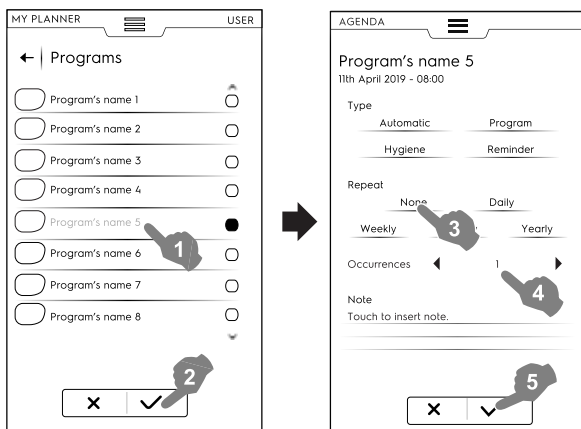 MY PLANNER USER
Programs
Program's name 1
Program's name 2
Program's name 3
Program's name 4
Program's name 5
Program's name 6
Program's name 7
Program's name 8
1
2
AGENDA
Program's name 5
11th April 2019 - 08:00
Type
Automatic Program
Hygiene Reminder
Repeat
None Daily
3
Weekly Yearly
Occurrences 1
4
Note
Touch to insert note.
5